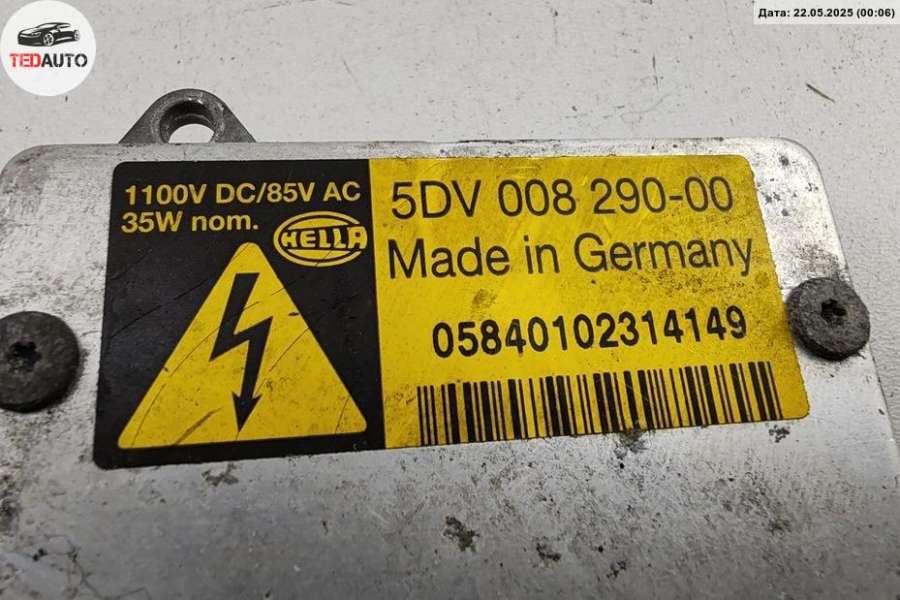 Дата: 22.05.2025 (00:06)
TEDAUTO
1100V DC/85V AC
35W nom.
HELLA
5DV 008 290-00
Made in Germany
05840102314149